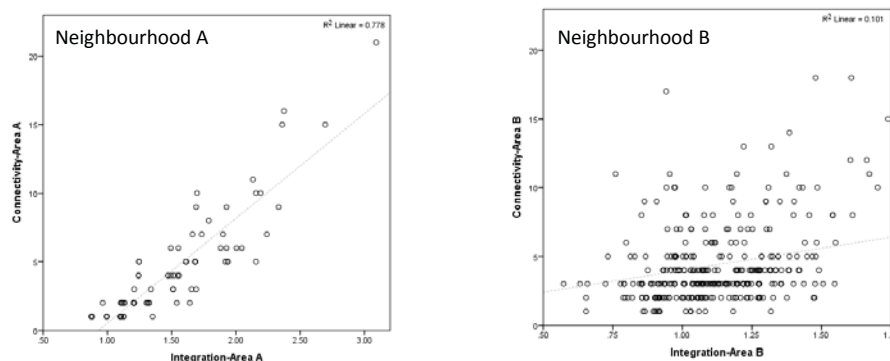 Neighbourhood A
R² Linear = 0.778
20
15
10
5
0
Connectivity-Area A
.50
1.00
1.50
2.00
2.50
3.00
Integration-Area A
Neighbourhood B
R² Linear = 0.101
20
15
10
5
0
Connectivity-Area B
.50
.75
1.00
1.25
1.50
Integration-Area B